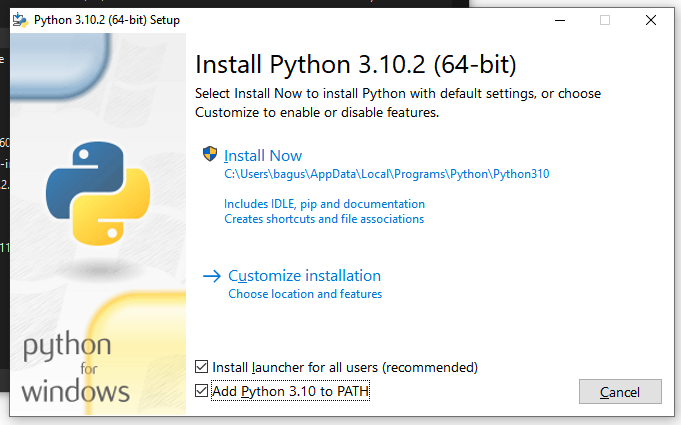 Python 3.10.2 (64-bit) Setup
Install Python 3.10.2 (64-bit)
Select Install Now to install Python with default settings, or choose
Customize to enable or disable features.
Install Now
C:\Users\bagus\AppData\Local\Programs\Python\Python310
Includes IDLE, pip and documentation
Creates shortcuts and file associations
Customize installation
Choose location and features
python
for
windows
Install launcher for all users (recommended)
Add Python 3.10 to PATH
Cancel